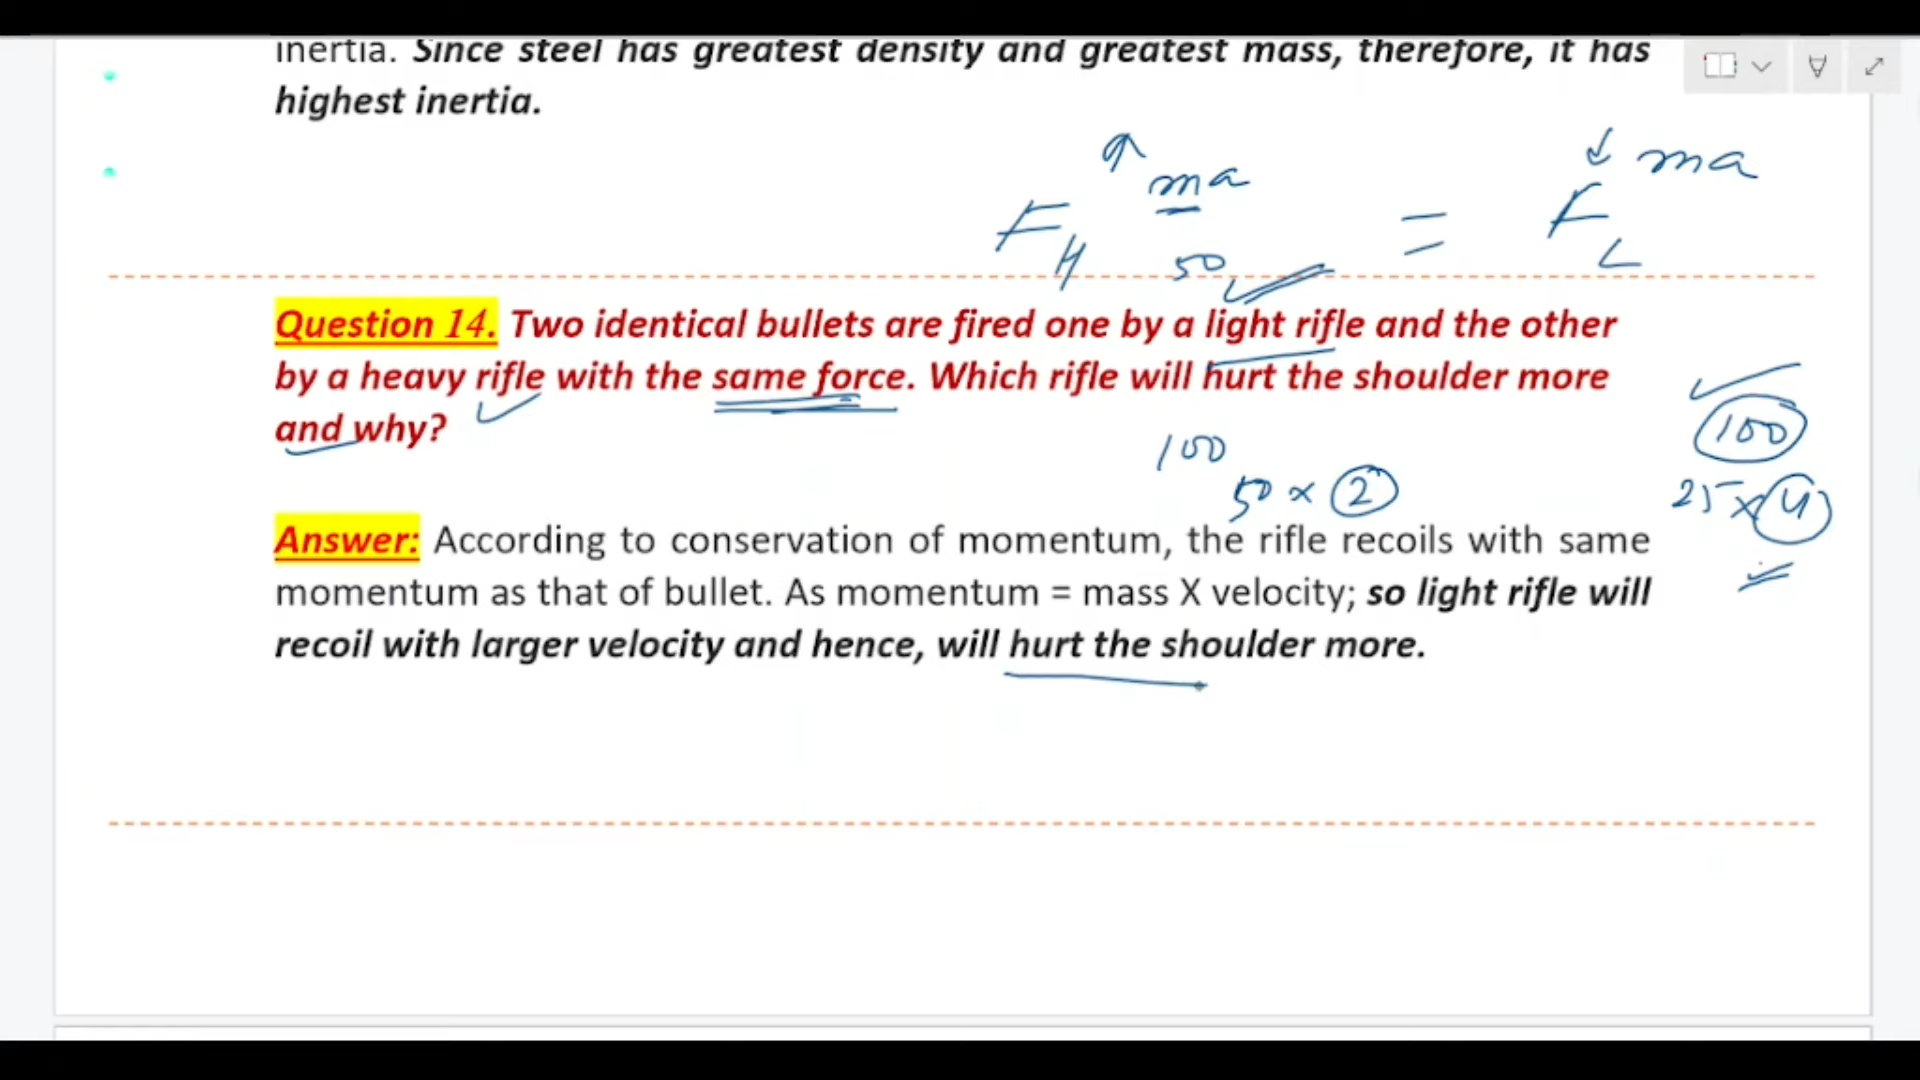 inertia. Since steel has greatest density and greatest mass, therefore, it has
highest inertia.
↑ ma
↓ ma
F_H = F_L
50
Question 14. Two identical bullets are fired one by a light rifle and the other
by a heavy rifle with the same force. Which rifle will hurt the shoulder more
and why?
100
100
50 × 2
25 × 4
Answer: According to conservation of momentum, the rifle recoils with same
momentum as that of bullet. As momentum = mass X velocity; so light rifle will
recoil with larger velocity and hence, will hurt the shoulder more.